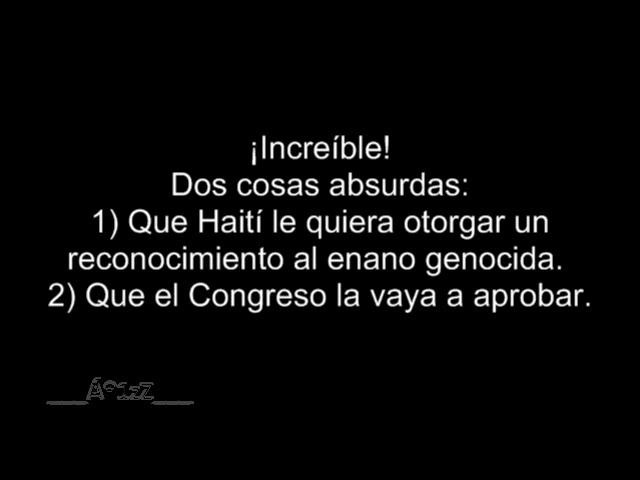 ¡Increíble!
Dos cosas absurdas:
1) Que Haití le quiera otorgar un
reconocimiento al enano genocida.
2) Que el Congreso la vaya a aprobar.